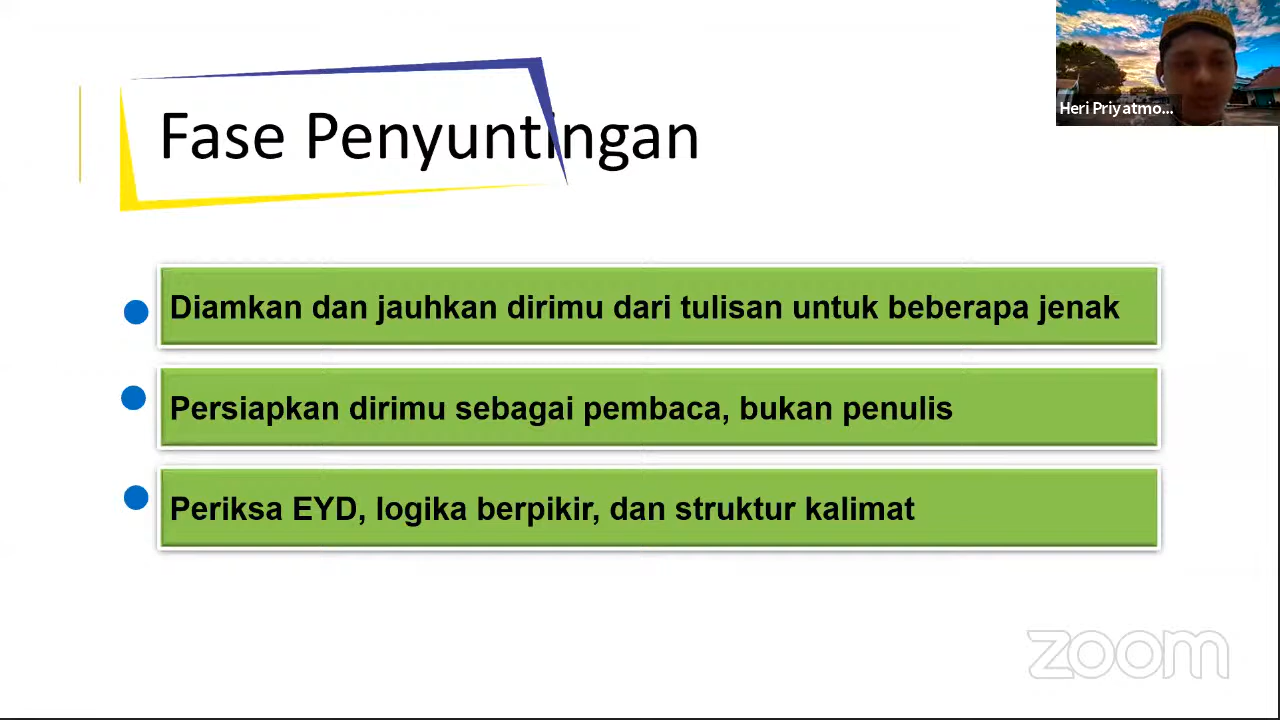 Fase Penyuntingan
Heri Priyatmo...
Diamkan dan jauhkan dirimu dari tulisan untuk beberapa jenak
Persiapkan dirimu sebagai pembaca, bukan penulis
Periksa EYD, logika berpikir, dan struktur kalimat
zoom